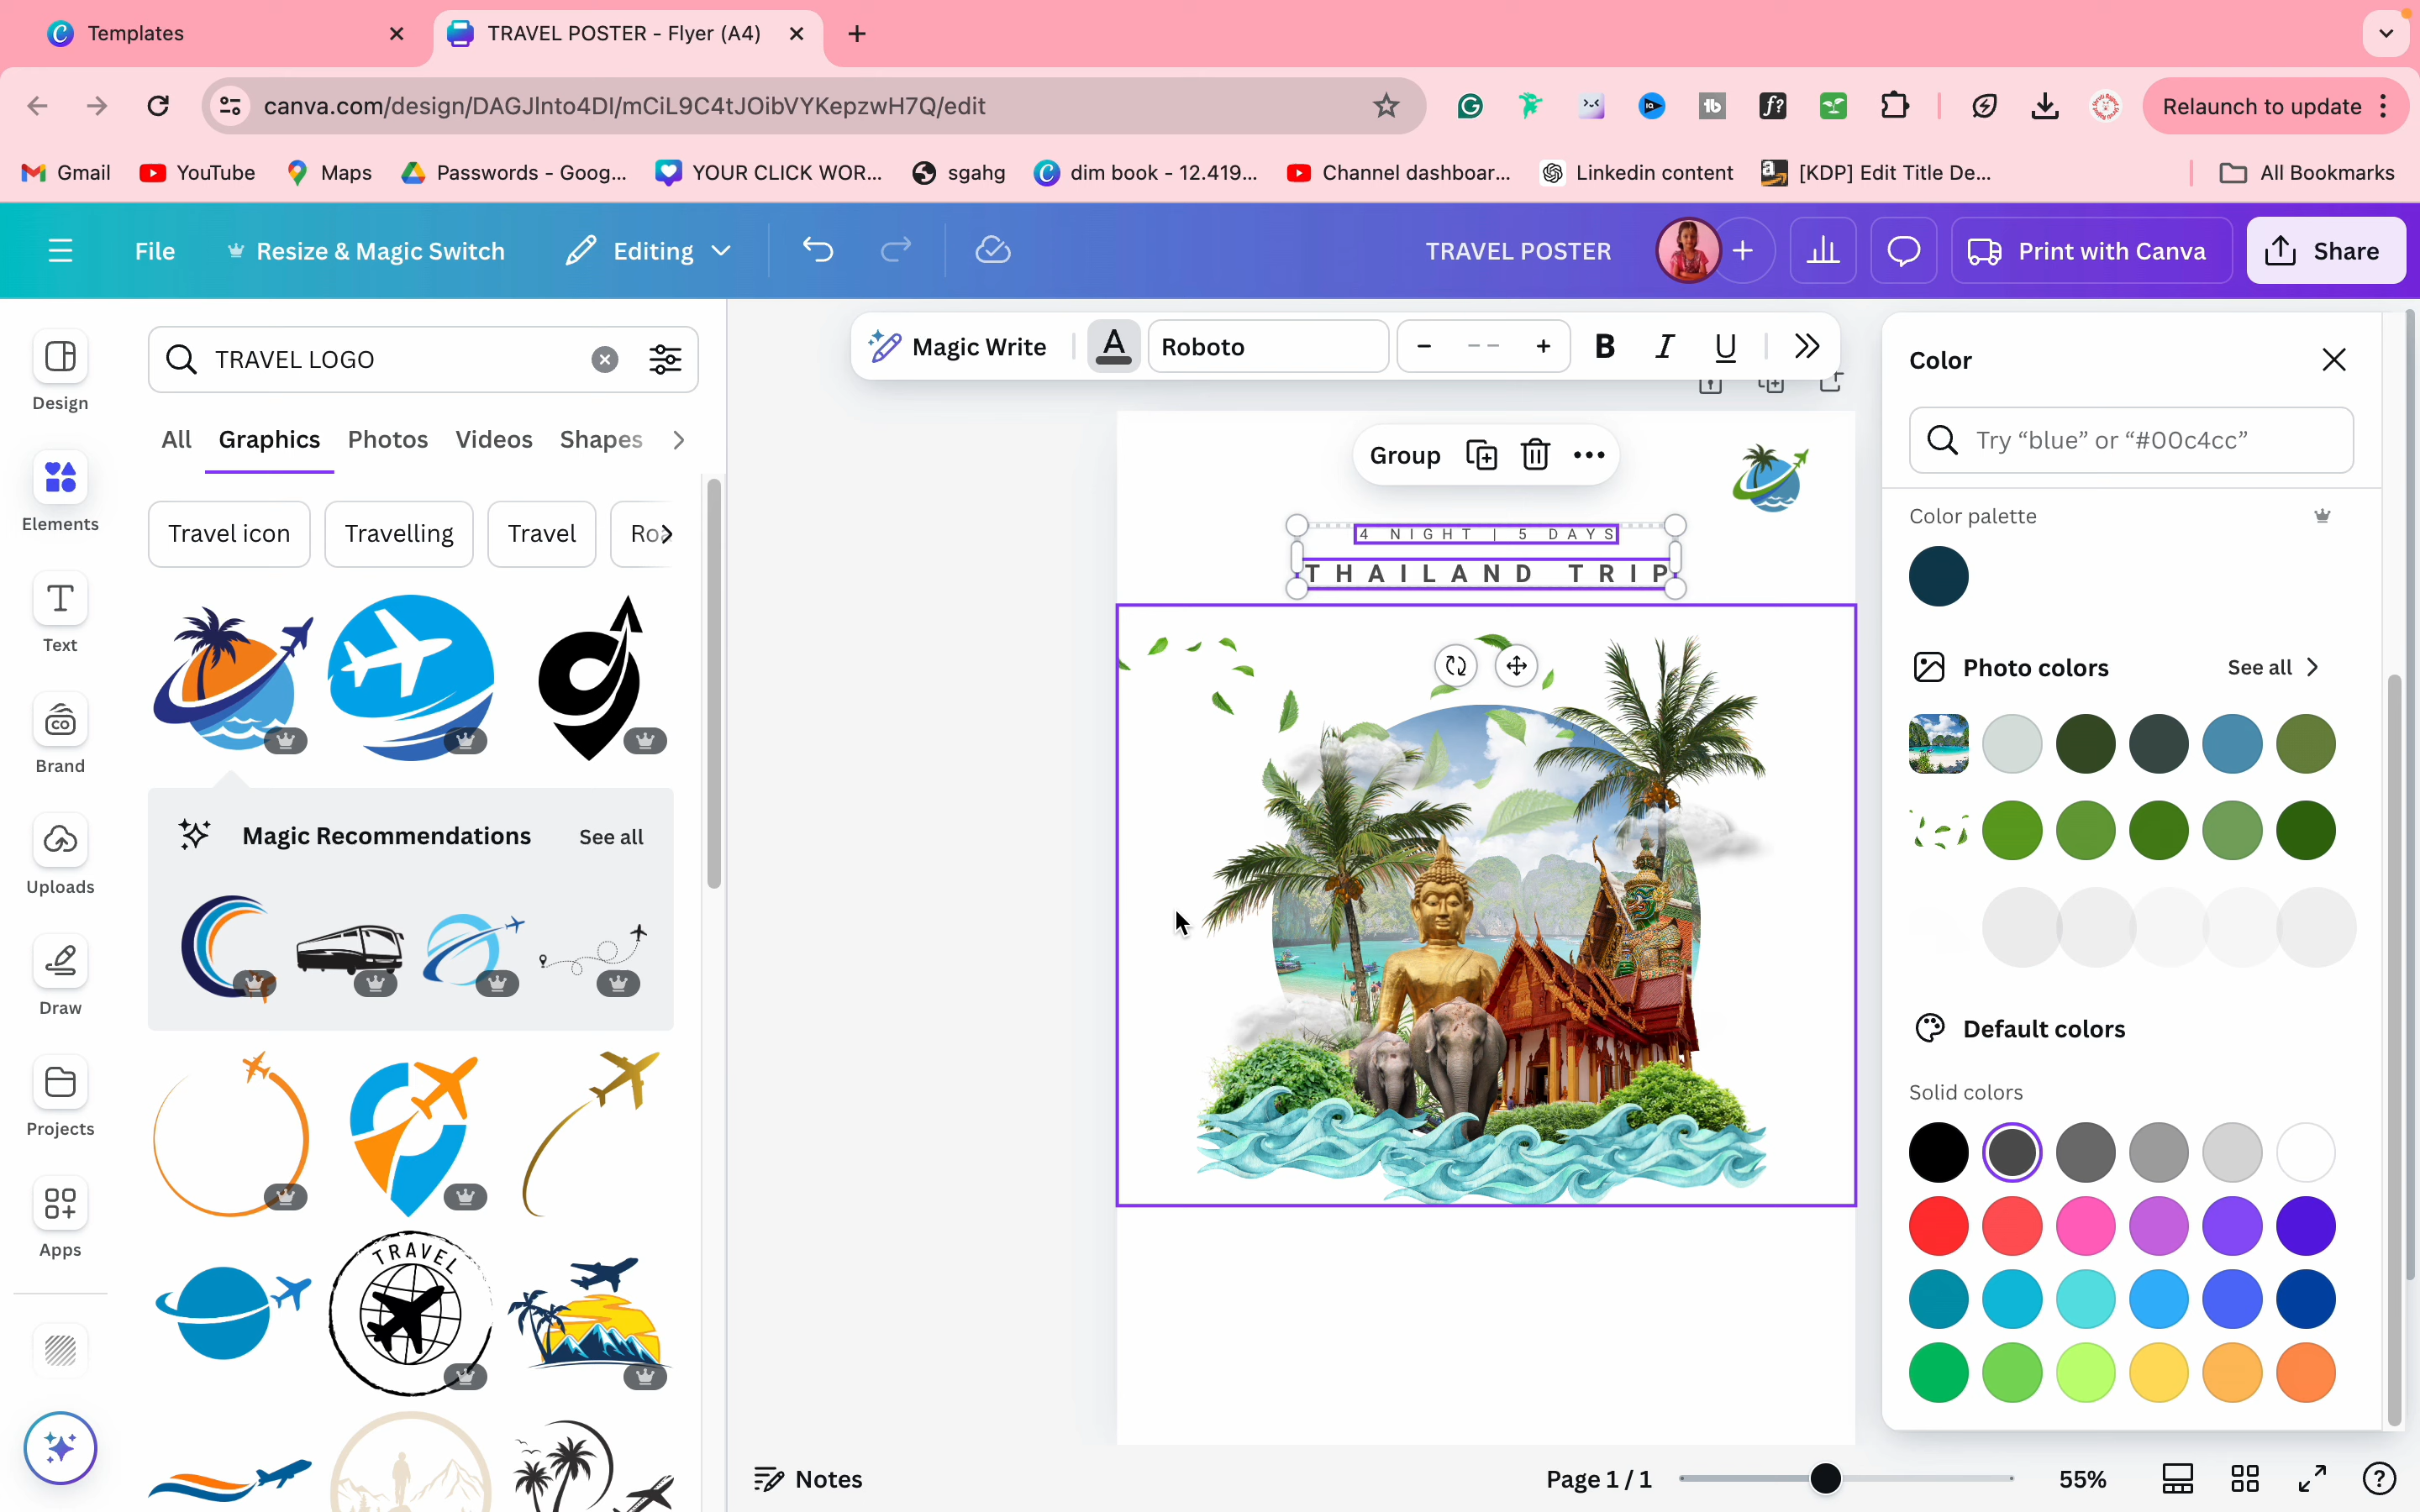 Templates
TRAVEL POSTER - Flyer (A4)
canva.com/design/DAGJlnto4DI/mCiL9C4tJOibVYKepzwH7Q/edit
Relaunch to update
Gmail
YouTube
Maps
Passwords - Goog...
YOUR CLICK WOR...
sgahg
dim book - 12.419...
Channel dashboar...
Linkedin content
[KDP] Edit Title De...
All Bookmarks
File
Resize & Magic Switch
Editing
TRAVEL POSTER
Print with Canva
Share
Design
Elements
Text
Brand
Uploads
Draw
Projects
Apps
TRAVEL LOGO
All
Graphics
Photos
Videos
Shapes
Travel icon
Travelling
Travel
Roa
Magic Recommendations
See all
TRAVEL
Magic Write
A
Roboto
- -- +
B
I
U
Group
4 NIGHT | 5 DAYS
THAILAND TRIP
Color
Try “blue” or “#00c4cc”
Color palette
Photo colors
See all
Default colors
Solid colors
Notes
Page 1 / 1
55%